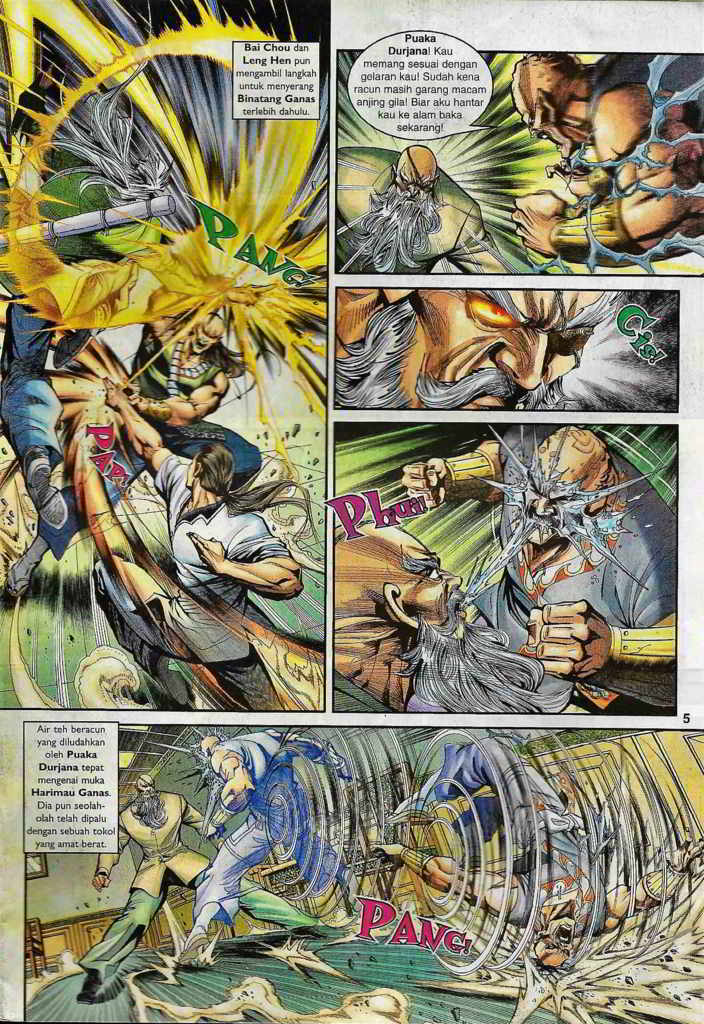 Bai Chou dan
Leng Hen pun
mengambil langkah
untuk menyerang
Binatang Ganas
terlebih dahulu.
PANG!
PAP!
Puaka
Durjana! Kau
memang sesuai dengan
gelaran kau! Sudah kena
racun masih garang macam
anjing gila! Biar aku hantar
kau ke alam baka
sekarang!
Cis!
Phui!
5
Air teh beracun
yang diludahkan
oleh Puaka
Durjana tepat
mengenai muka
Harimau Ganas.
Dia pun seolah-
olah telah dipalu
dengan sebuah tokol
yang amat berat.
PANG!